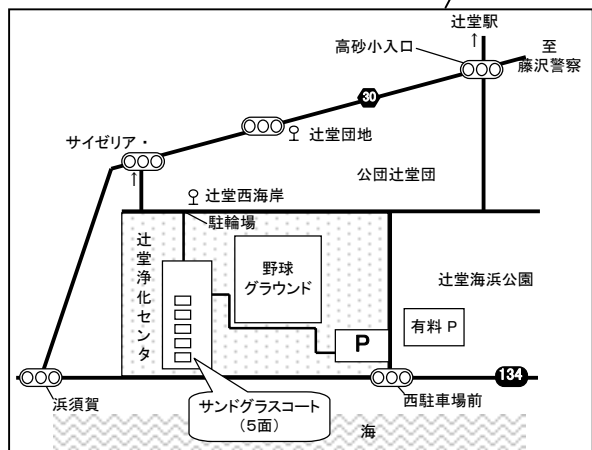 辻堂駅
↑
高砂小入口
至
藤沢警察
30
辻堂団地
サイゼリア・
↑
公団辻堂団
辻堂西海岸
駐輪場
辻堂浄化センタ
野球
グラウンド
辻堂海浜公園
有料 P
P
134
浜須賀
サンドグラスコート
（5面）
西駐車場前
海